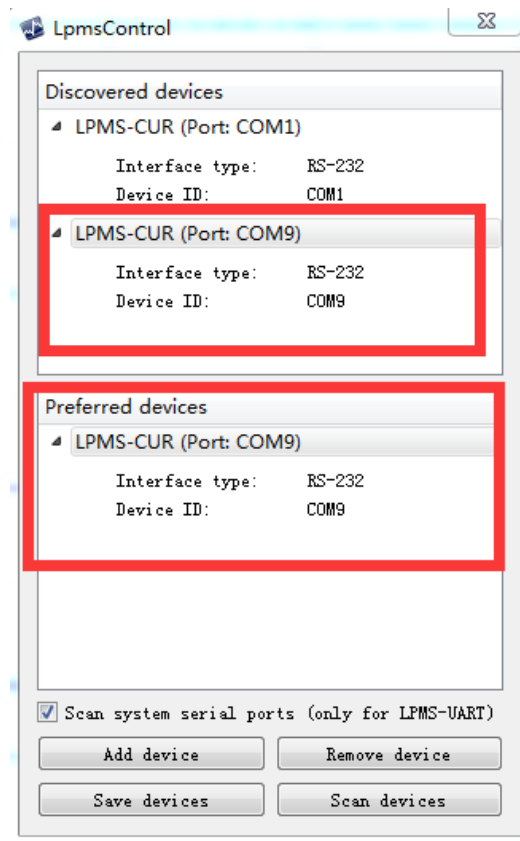 LpmsControl
Discovered devices
LPMS-CUR (Port: COM1)
Interface type: RS-232
Device ID: COM1
LPMS-CUR (Port: COM9)
Interface type: RS-232
Device ID: COM9
Preferred devices
LPMS-CUR (Port: COM9)
Interface type: RS-232
Device ID: COM9
Scan system serial ports (only for LPMS-UART)
Add device Remove device
Save devices Scan devices